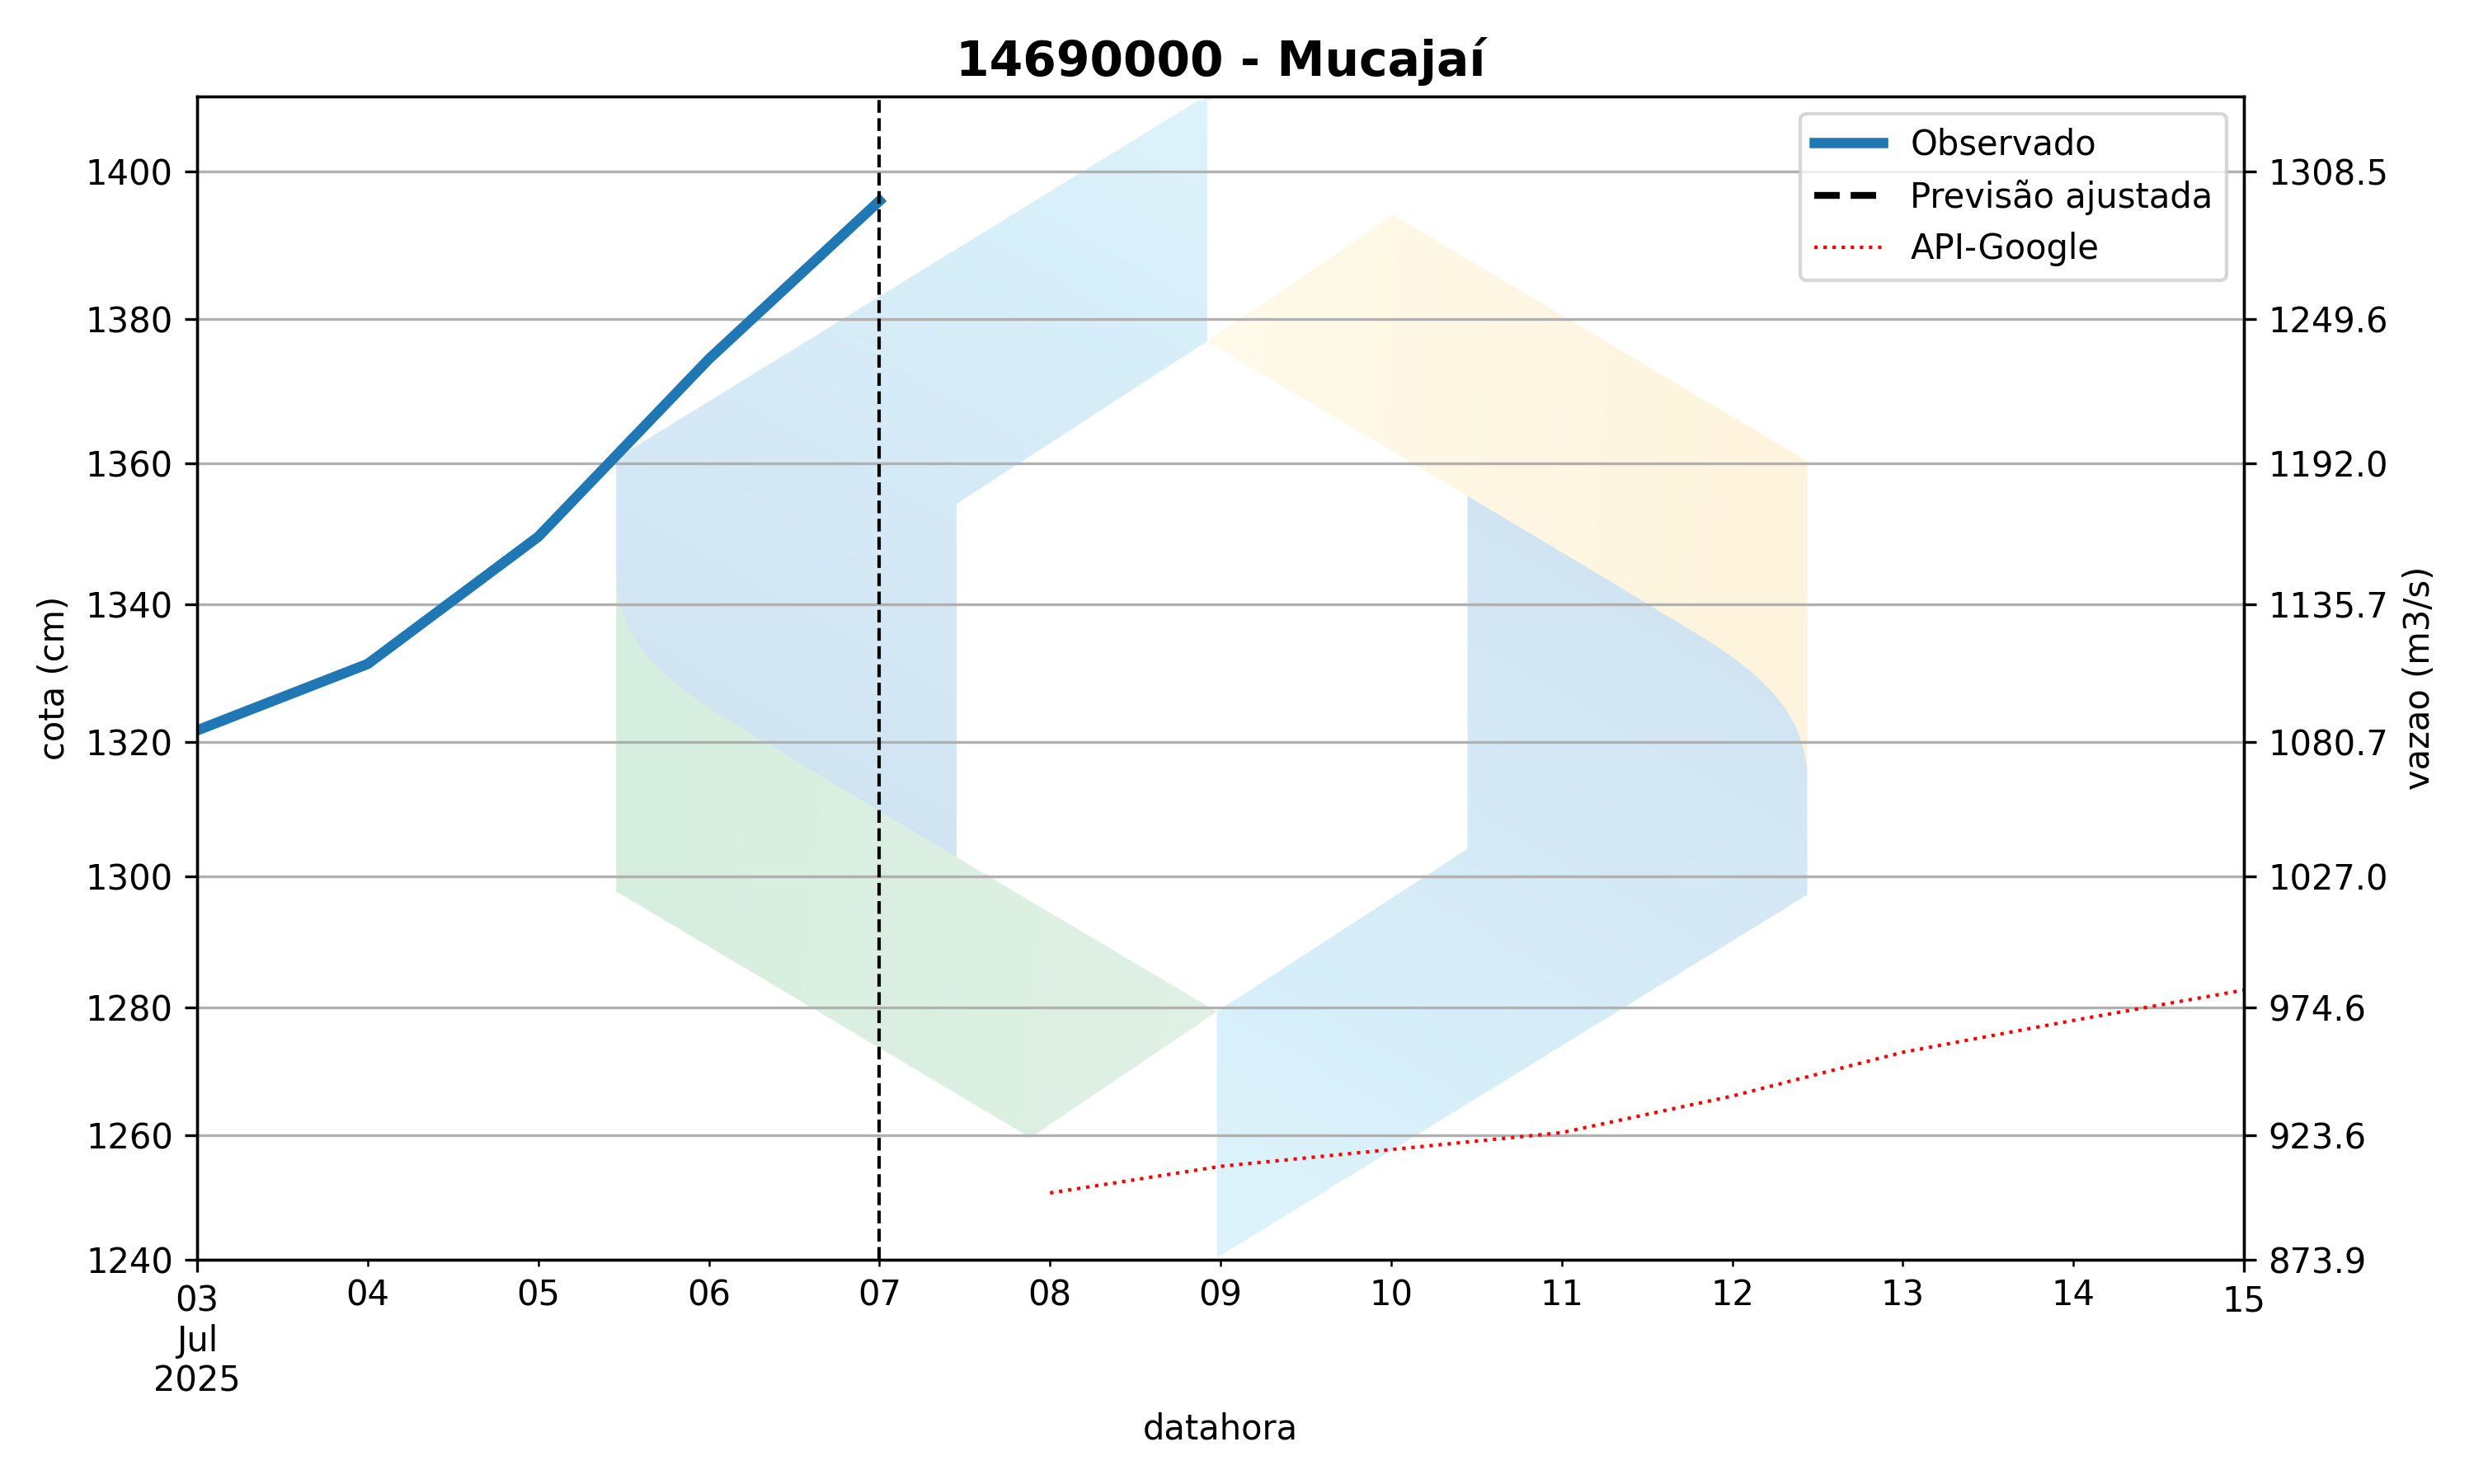 14690000 - Mucajaí
Observado
Previsão ajustada
API-Google
cota (cm)
1400
1380
1360
1340
1320
1300
1280
1260
1240
1308.5
1249.6
1192.0
1135.7
1080.7
1027.0
974.6
923.6
873.9
vazao (m3/s)
03 04 05 06 07 08 09 10 11 12 13 14 15
Jul
2025
datahora